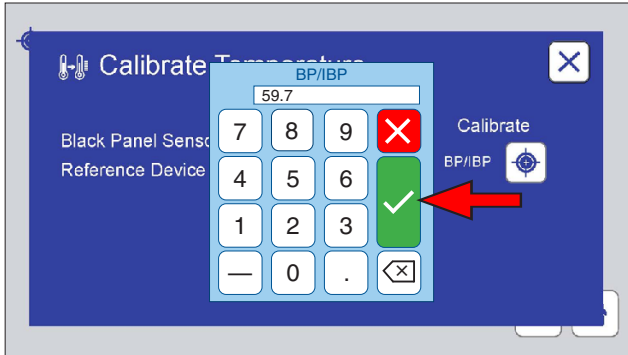 Calibrate
BP/IBP
59.7
Black Panel
Reference Device
7 8 9
4 5 6
1 2 3
— 0 .
Calibrate
BP/IBP